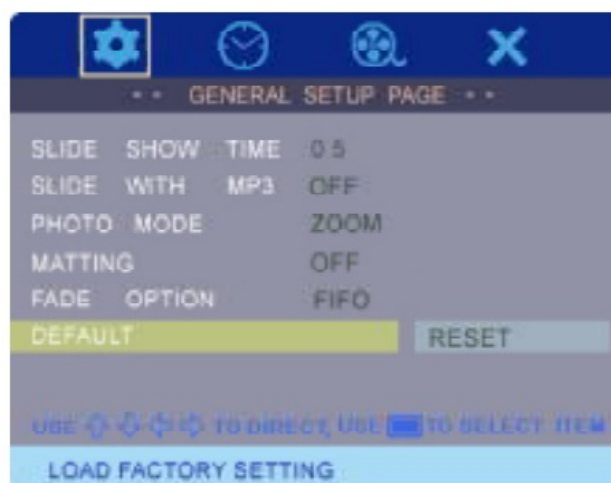 - - GENERAL SETUP PAGE - -
SLIDE SHOW TIME 0 5
SLIDE WITH MP3 OFF
PHOTO MODE ZOOM
MATTING OFF
FADE OPTION FIFO
DEFAULT RESET
USE TO DIRECT, USE TO SELECT ITEM
LOAD FACTORY SETTING